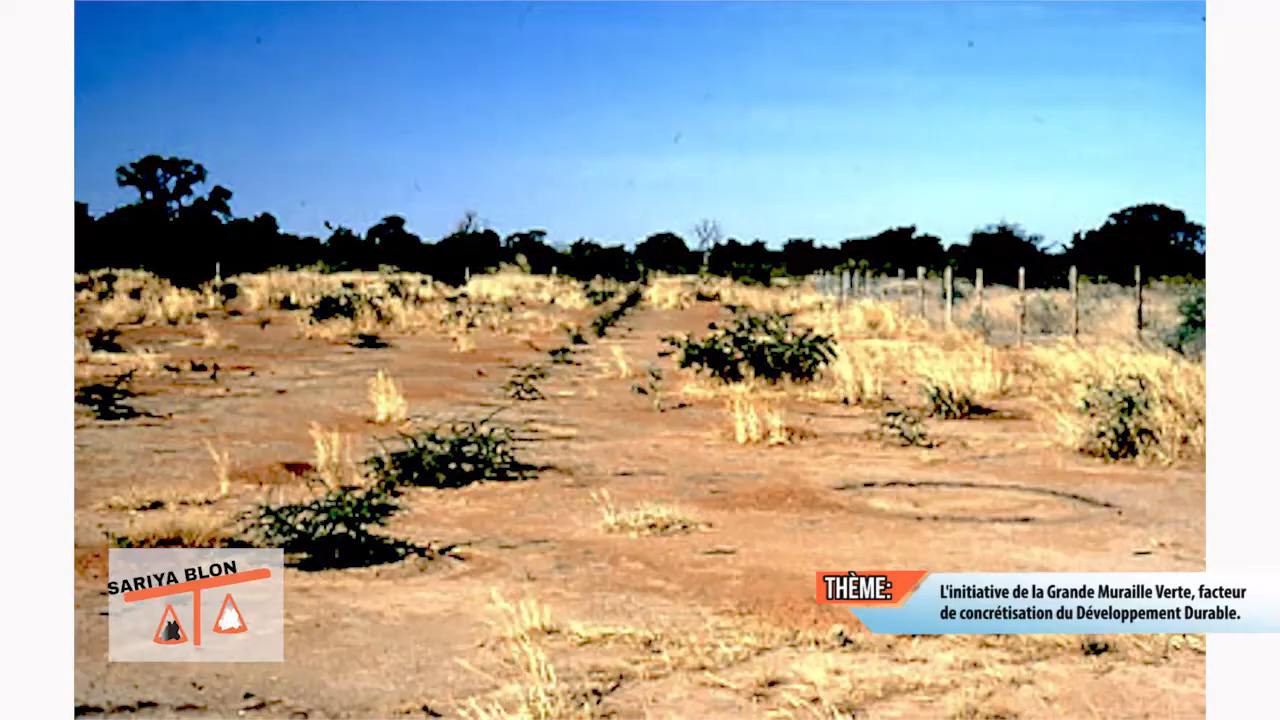 SARIYA BLON
THÈME:
L'initiative de la Grande Muraille Verte, facteur
de concrétisation du Développement Durable.